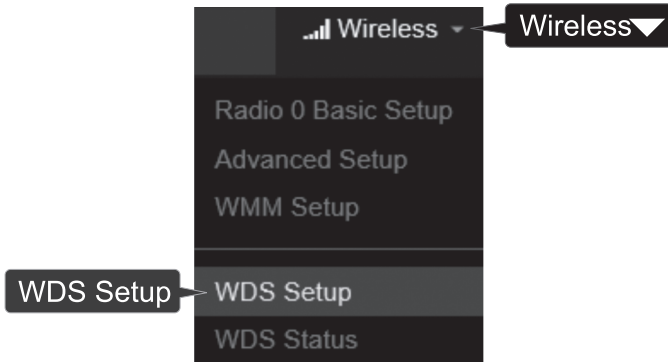 Wireless
Wireless
Radio 0 Basic Setup
Advanced Setup
WMM Setup
WDS Setup
WDS Setup
WDS Status